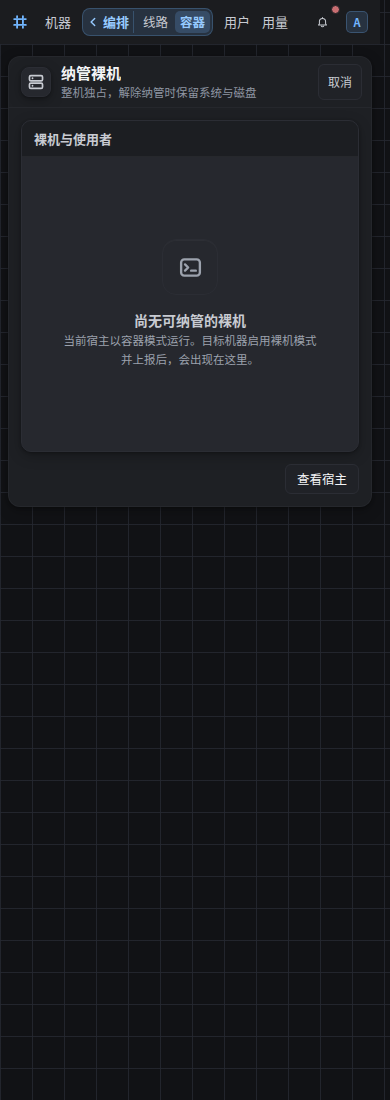 机器 编排 线路 容器 用户 用量 A
纳管裸机
整机独占，解除纳管时保留系统与磁盘
取消
裸机与使用者
尚无可纳管的裸机
当前宿主以容器模式运行。目标机器启用裸机模式
并上报后，会出现在这里。
查看宿主